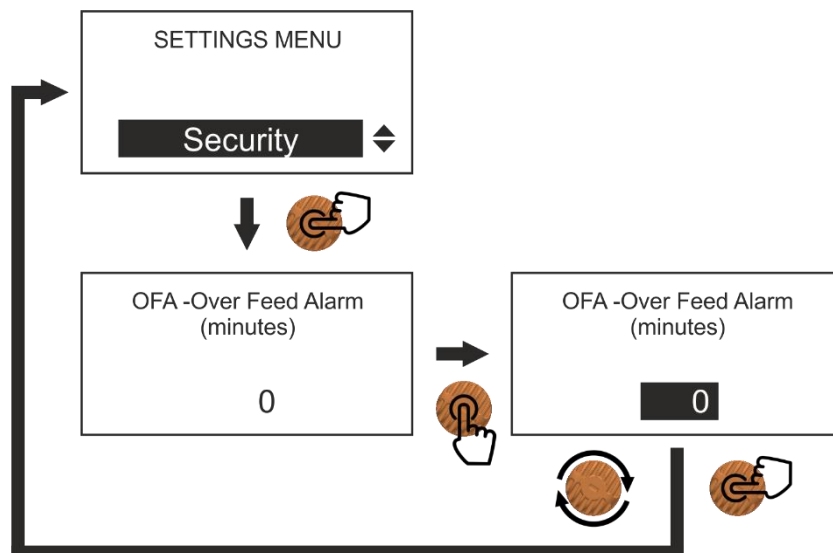 SETTINGS MENU
Security
OFA -Over Feed Alarm
(minutes)
0
OFA -Over Feed Alarm
(minutes)
0